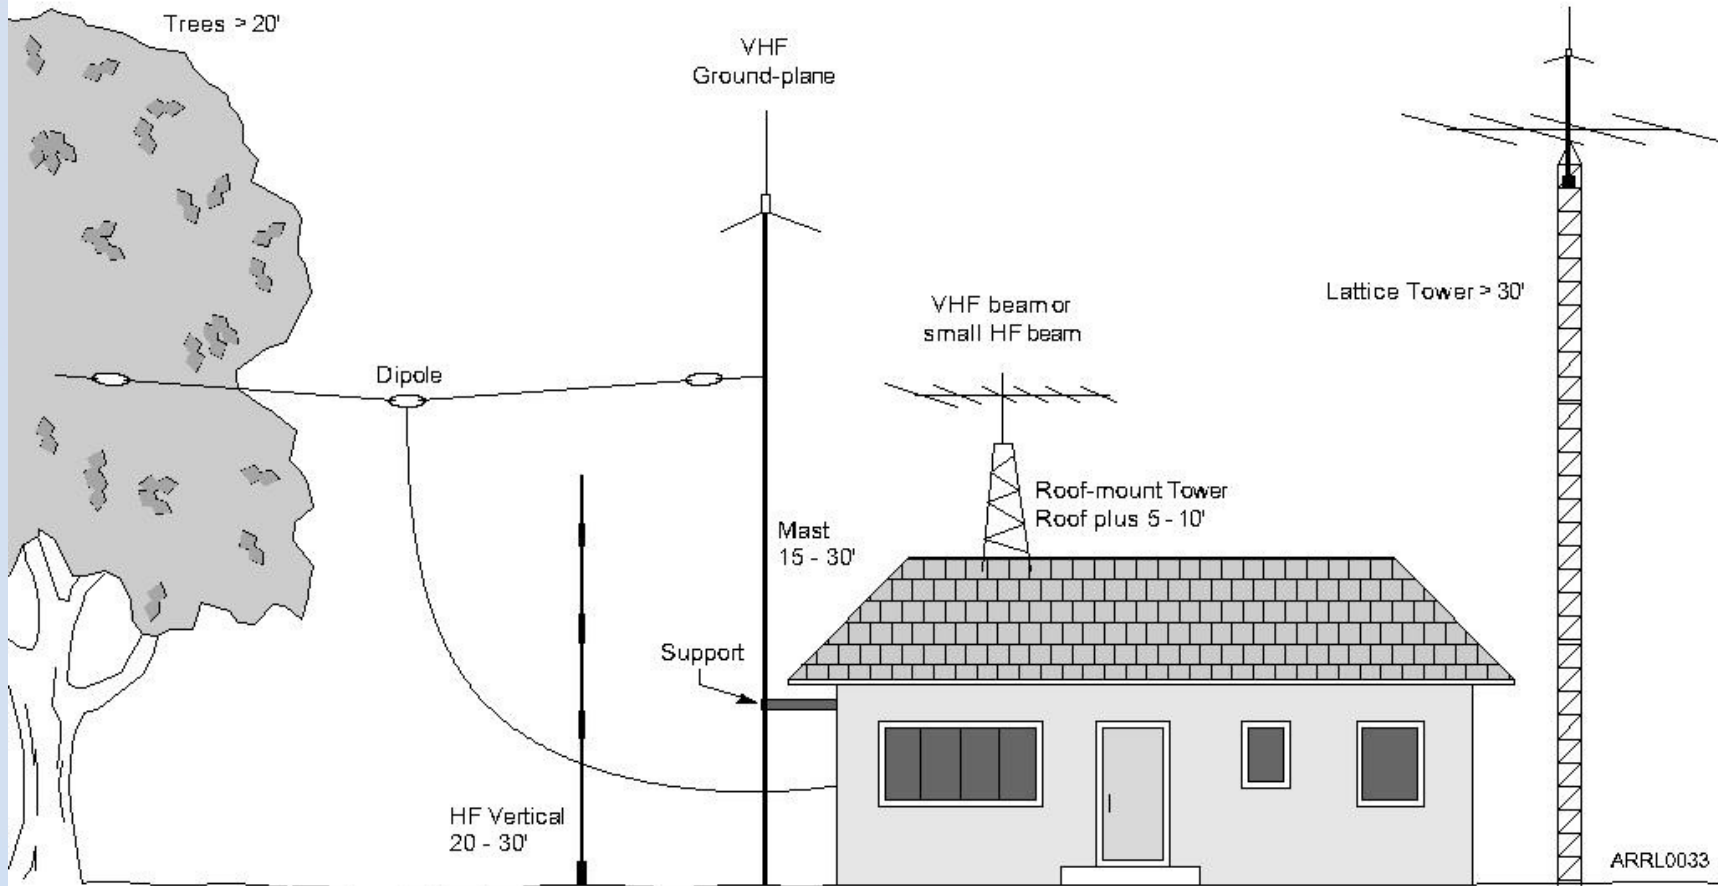 Trees > 20'
VHF
Ground-plane
Lattice Tower > 30'
VHF beam or
small HF beam
Dipole
Roof-mount Tower
Roof plus 5 - 10'
Mast
15 - 30'
Support
HF Vertical
20 - 30'
ARRL0033